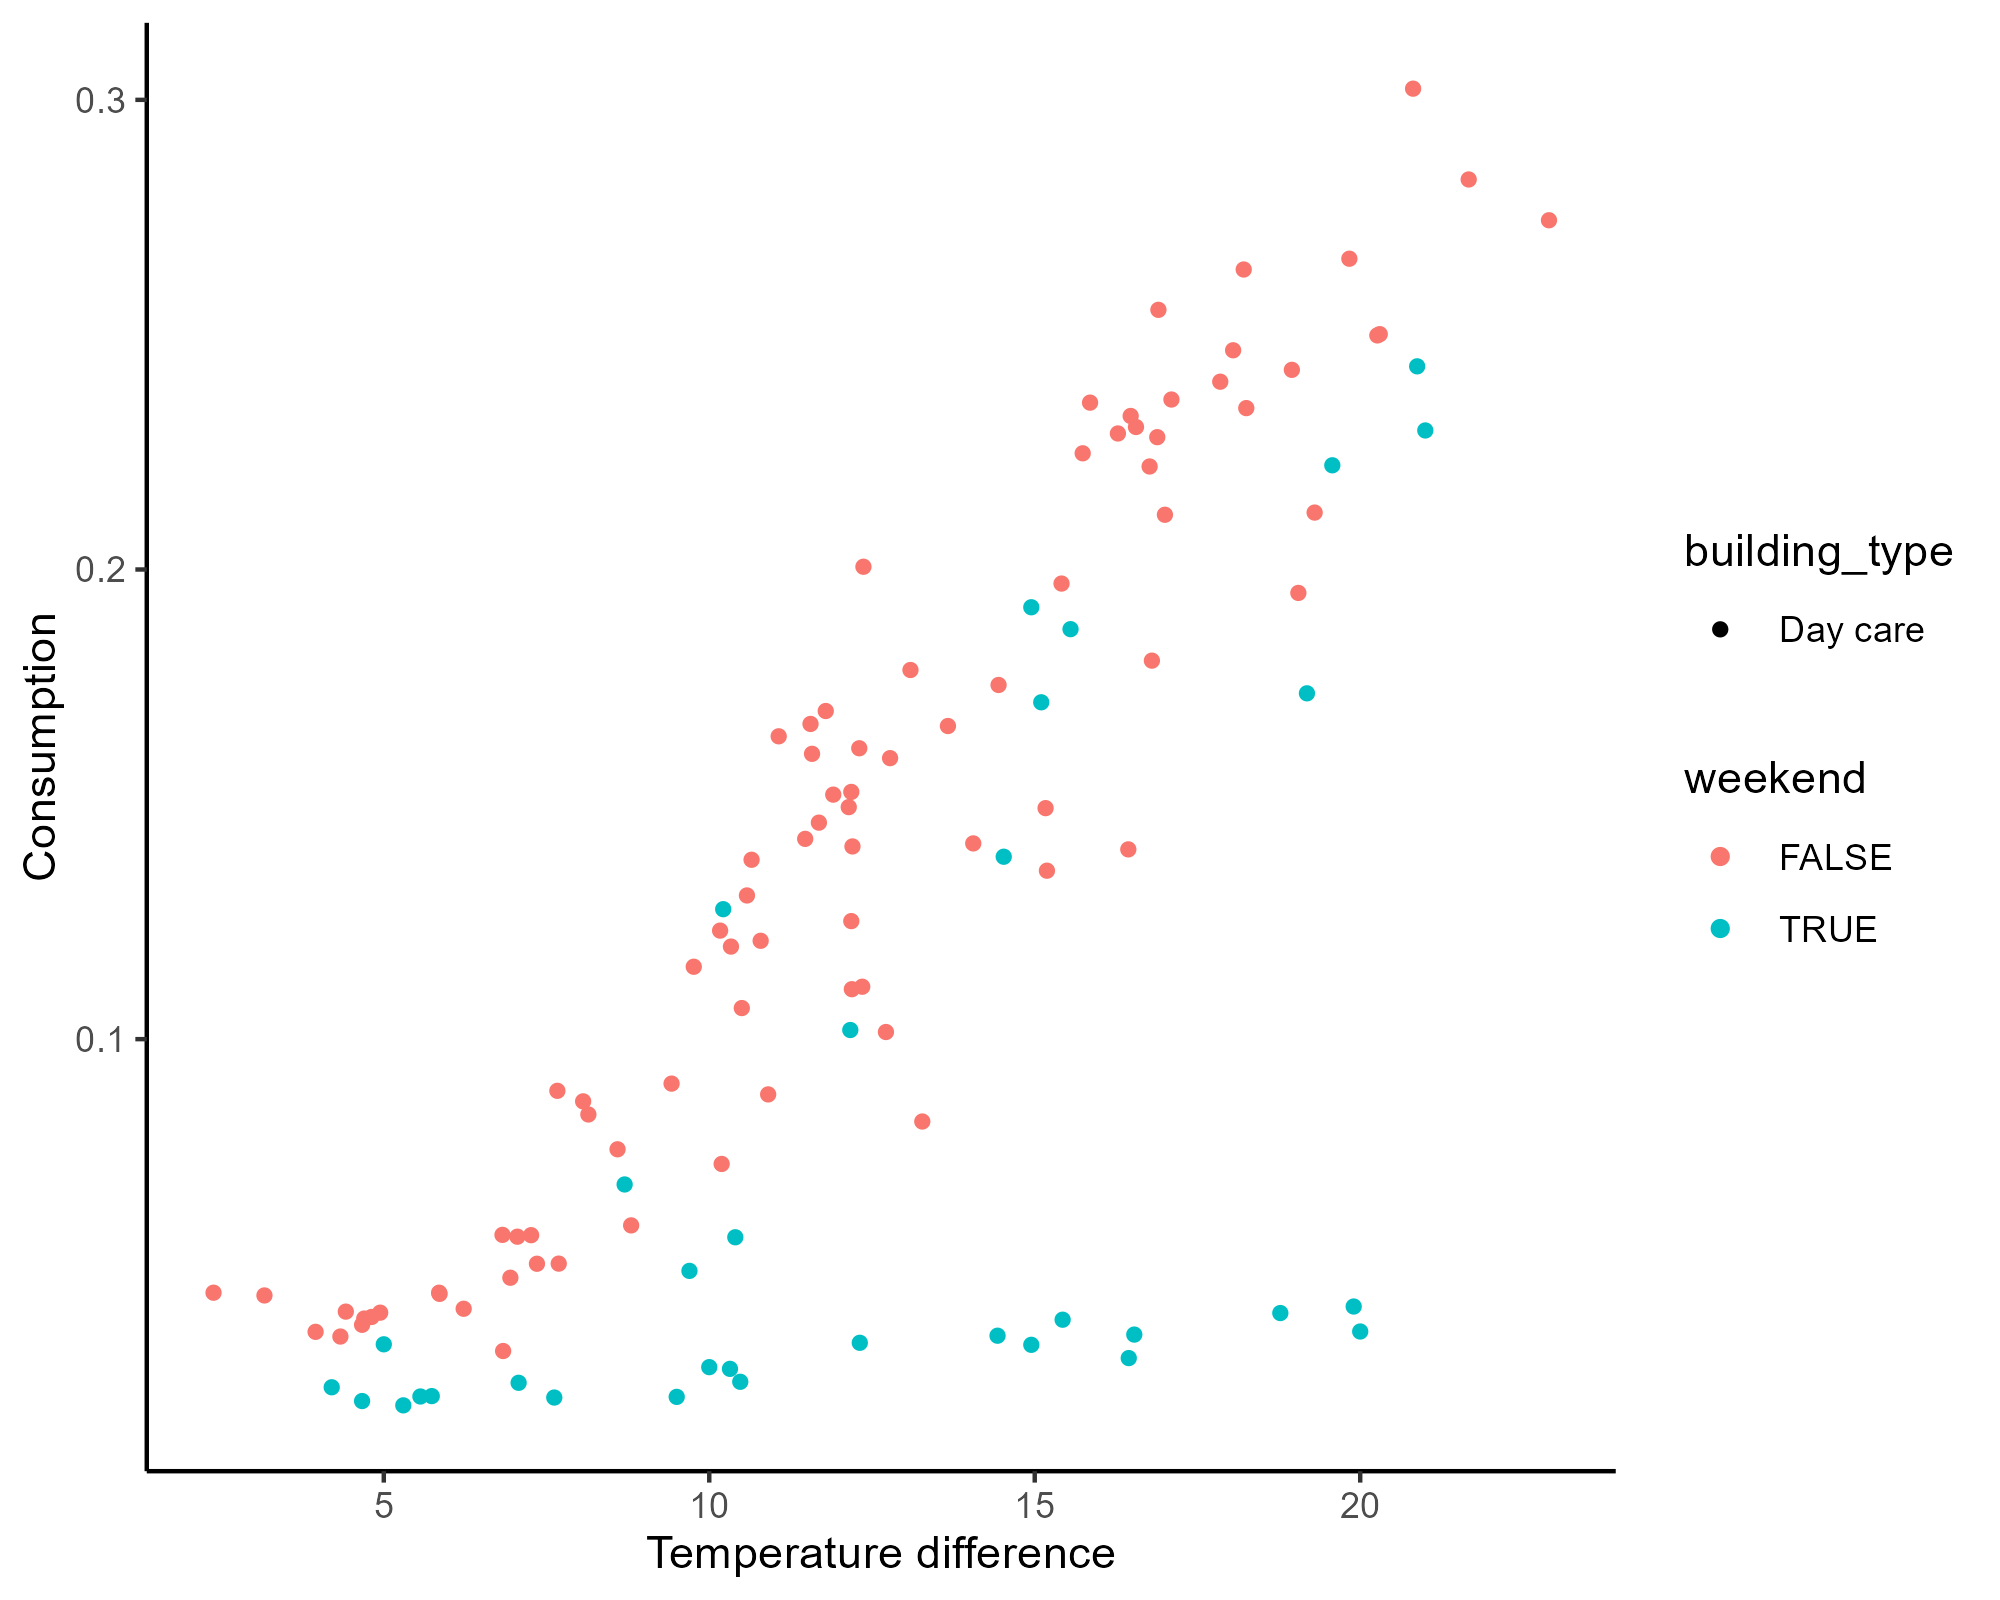 0.3
0.2
0.1
Consumption
5 10 15 20
Temperature difference
building_type
Day care
weekend
FALSE
TRUE